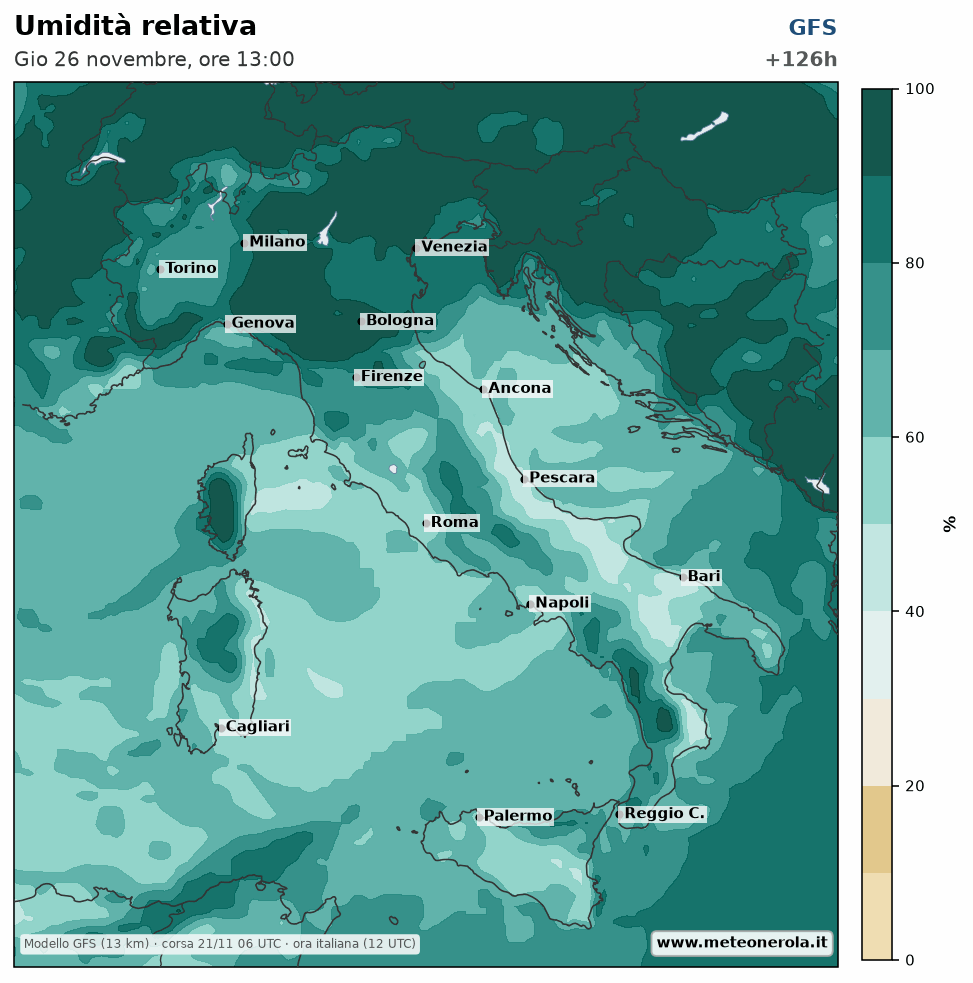 Umidità relativa
GFS
Gio 26 novembre, ore 13:00
+126h
100
80
60
40
20
0
%
Milano
Venezia
Torino
Genova
Bologna
Firenze
Ancona
Pescara
Roma
Bari
Napoli
Cagliari
Palermo
Reggio C.
Modello GFS (13 km) · corsa 21/11 06 UTC · ora italiana (12 UTC)
www.meteonerola.it